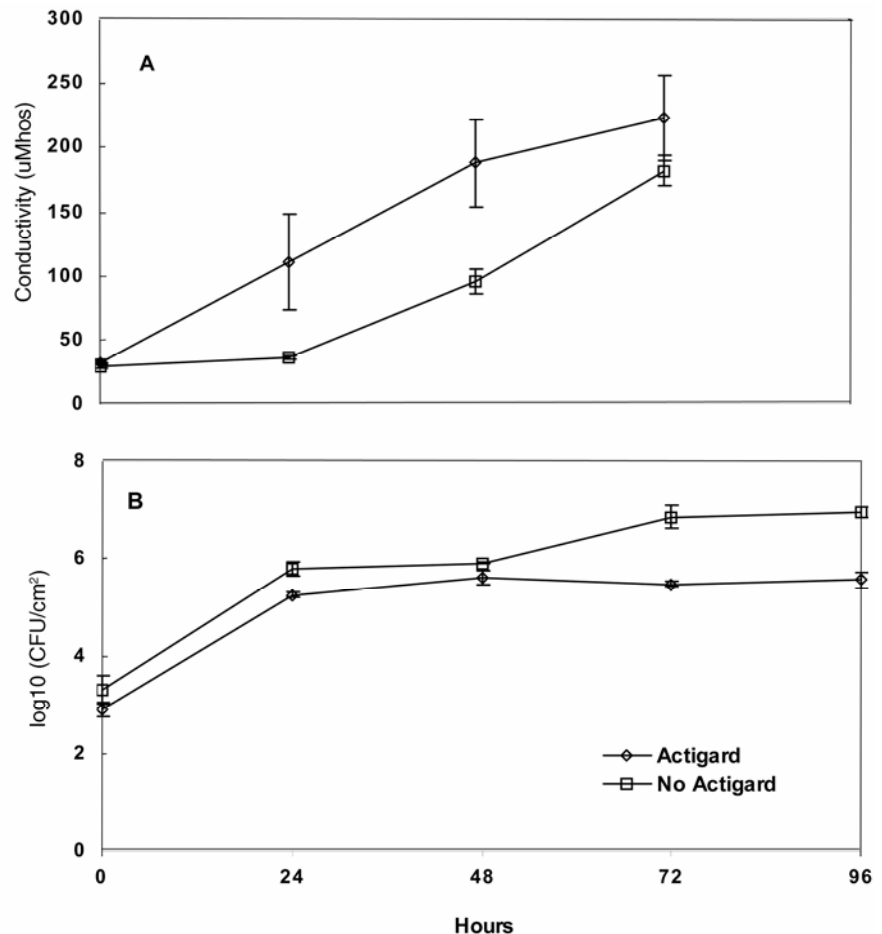 300
A
250
200
150
100
50
0
Conductivity (uMhos)
8
B
6
4
2
0
log10 (CFU/cm²)
Actigard
No Actigard
0 24 48 72 96
Hours